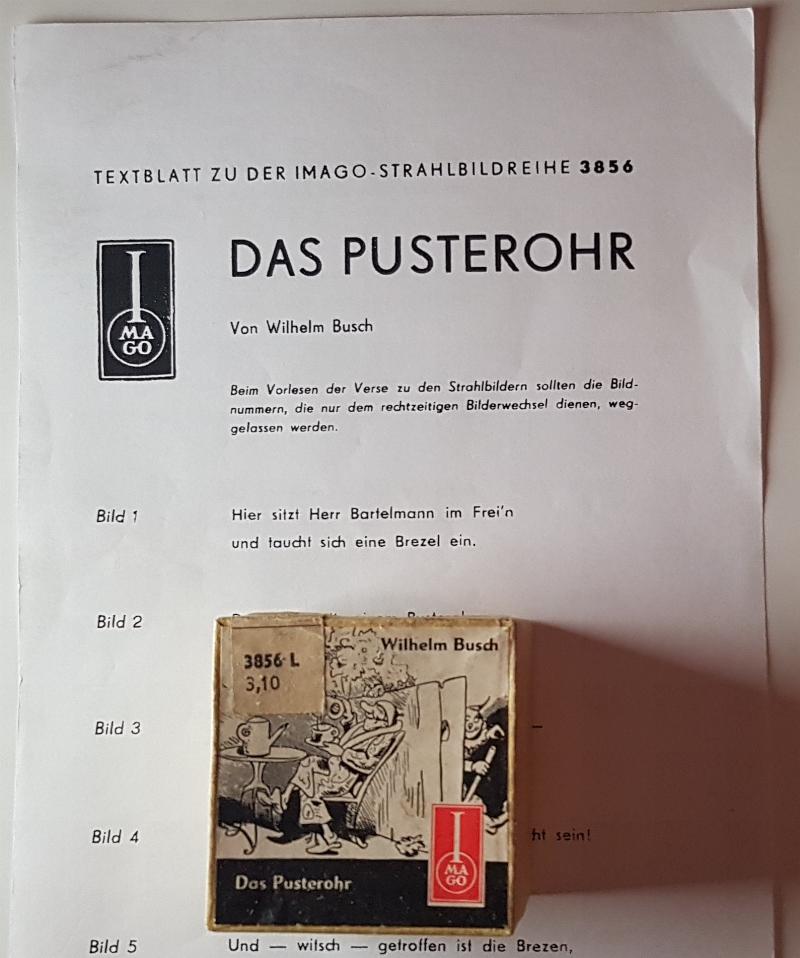 TEXTBLATT ZU DER IMAGO-STRAHLBILDREIHE 3856
I
MA
GO
DAS PUSTEROHR
Von Wilhelm Busch
Beim Vorlesen der Verse zu den Strahlbildern sollten die Bild-
nummern, die nur dem rechtzeitigen Bilderwechsel dienen, weg-
gelassen werden.
Bild 1
Hier sitzt Herr Bartelmann im Frei'n
und taucht sich eine Brezel ein.
Bild 2
Bild 3
–
Bild 4
ht sein!
Bild 5
Und — witsch — getroffen ist die Brezen,
3856 L
3,10
Wilhelm Busch
Das Pusterohr
I
MA
GO